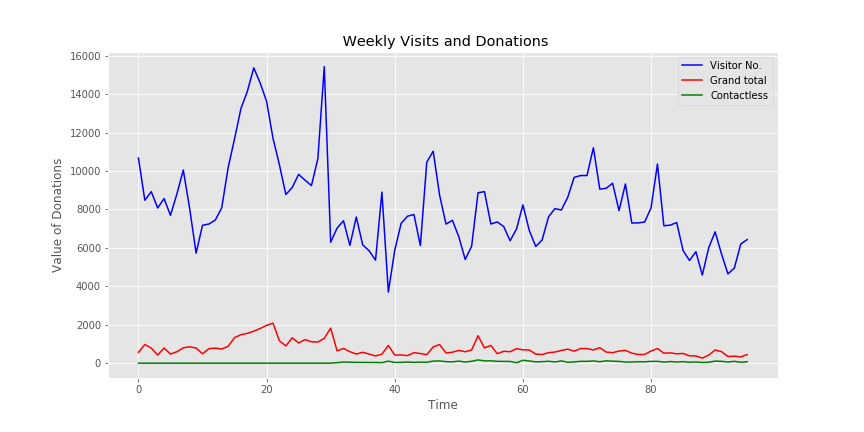 Weekly Visits and Donations
16000
14000
12000
10000
8000
6000
4000
2000
0
Value of Donations
Visitor No.
Grand total
Contactless
0 20 40 60 80
Time